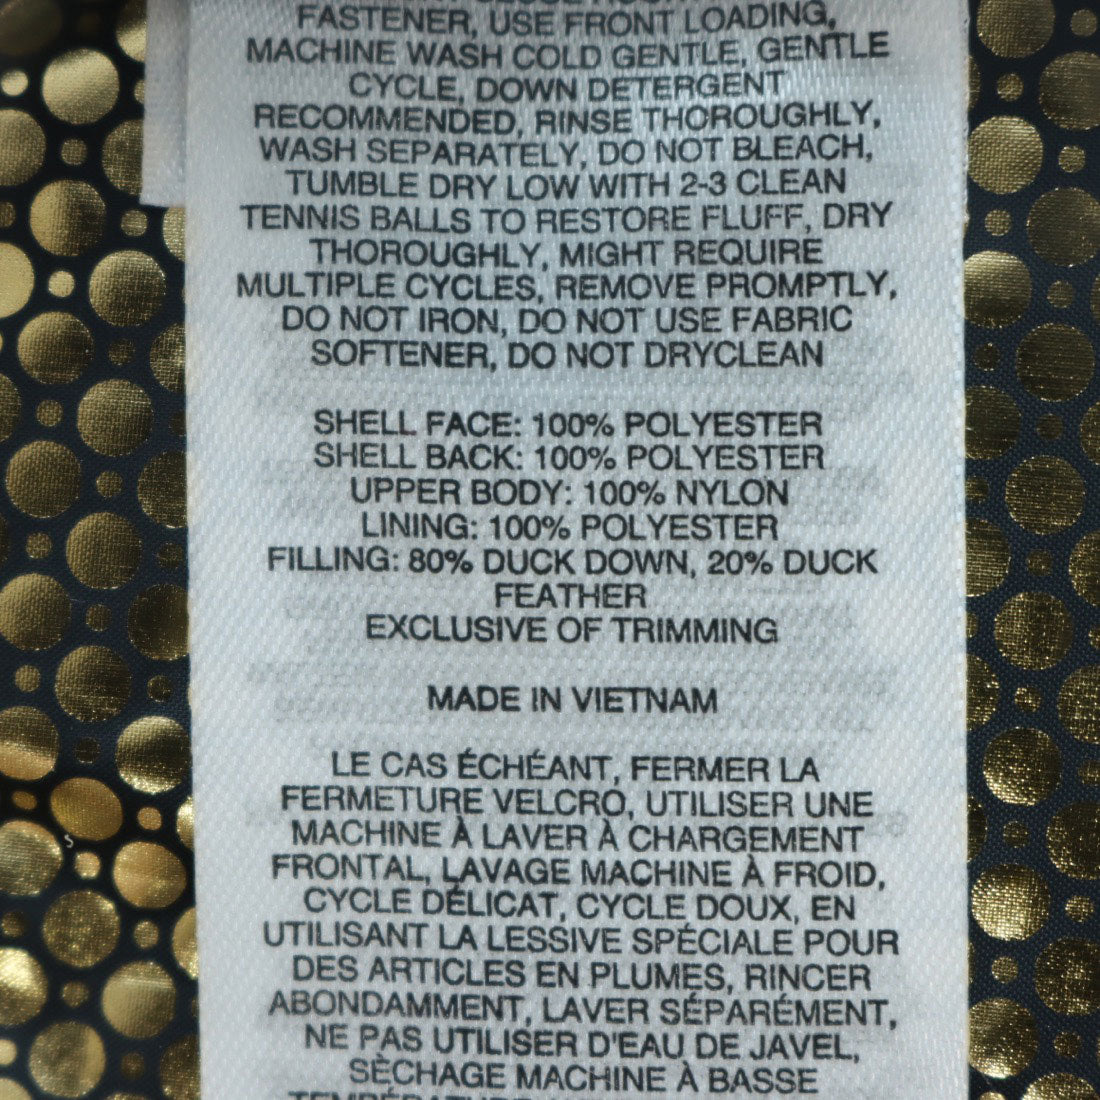 FASTENER, USE FRONT LOADING,
MACHINE WASH COLD GENTLE, GENTLE
CYCLE, DOWN DETERGENT
RECOMMENDED, RINSE THOROUGHLY,
WASH SEPARATELY, DO NOT BLEACH,
TUMBLE DRY LOW WITH 2-3 CLEAN
TENNIS BALLS TO RESTORE FLUFF, DRY
THOROUGHLY, MIGHT REQUIRE
MULTIPLE CYCLES, REMOVE PROMPTLY,
DO NOT IRON, DO NOT USE FABRIC
SOFTENER, DO NOT DRYCLEAN
SHELL FACE: 100% POLYESTER
SHELL BACK: 100% POLYESTER
UPPER BODY: 100% NYLON
LINING: 100% POLYESTER
FILLING: 80% DUCK DOWN, 20% DUCK
FEATHER
EXCLUSIVE OF TRIMMING
MADE IN VIETNAM
LE CAS ÉCHÉANT, FERMER LA
FERMETURE VELCRO, UTILISER UNE
MACHINE À LAVER À CHARGEMENT
FRONTAL, LAVAGE MACHINE À FROID,
CYCLE DÉLICAT, CYCLE DOUX, EN
UTILISANT LA LESSIVE SPÉCIALE POUR
DES ARTICLES EN PLUMES, RINCER
ABONDAMMENT, LAVER SÉPARÉMENT,
NE PAS UTILISER D'EAU DE JAVEL,
SÈCHAGE MACHINE À BASSE